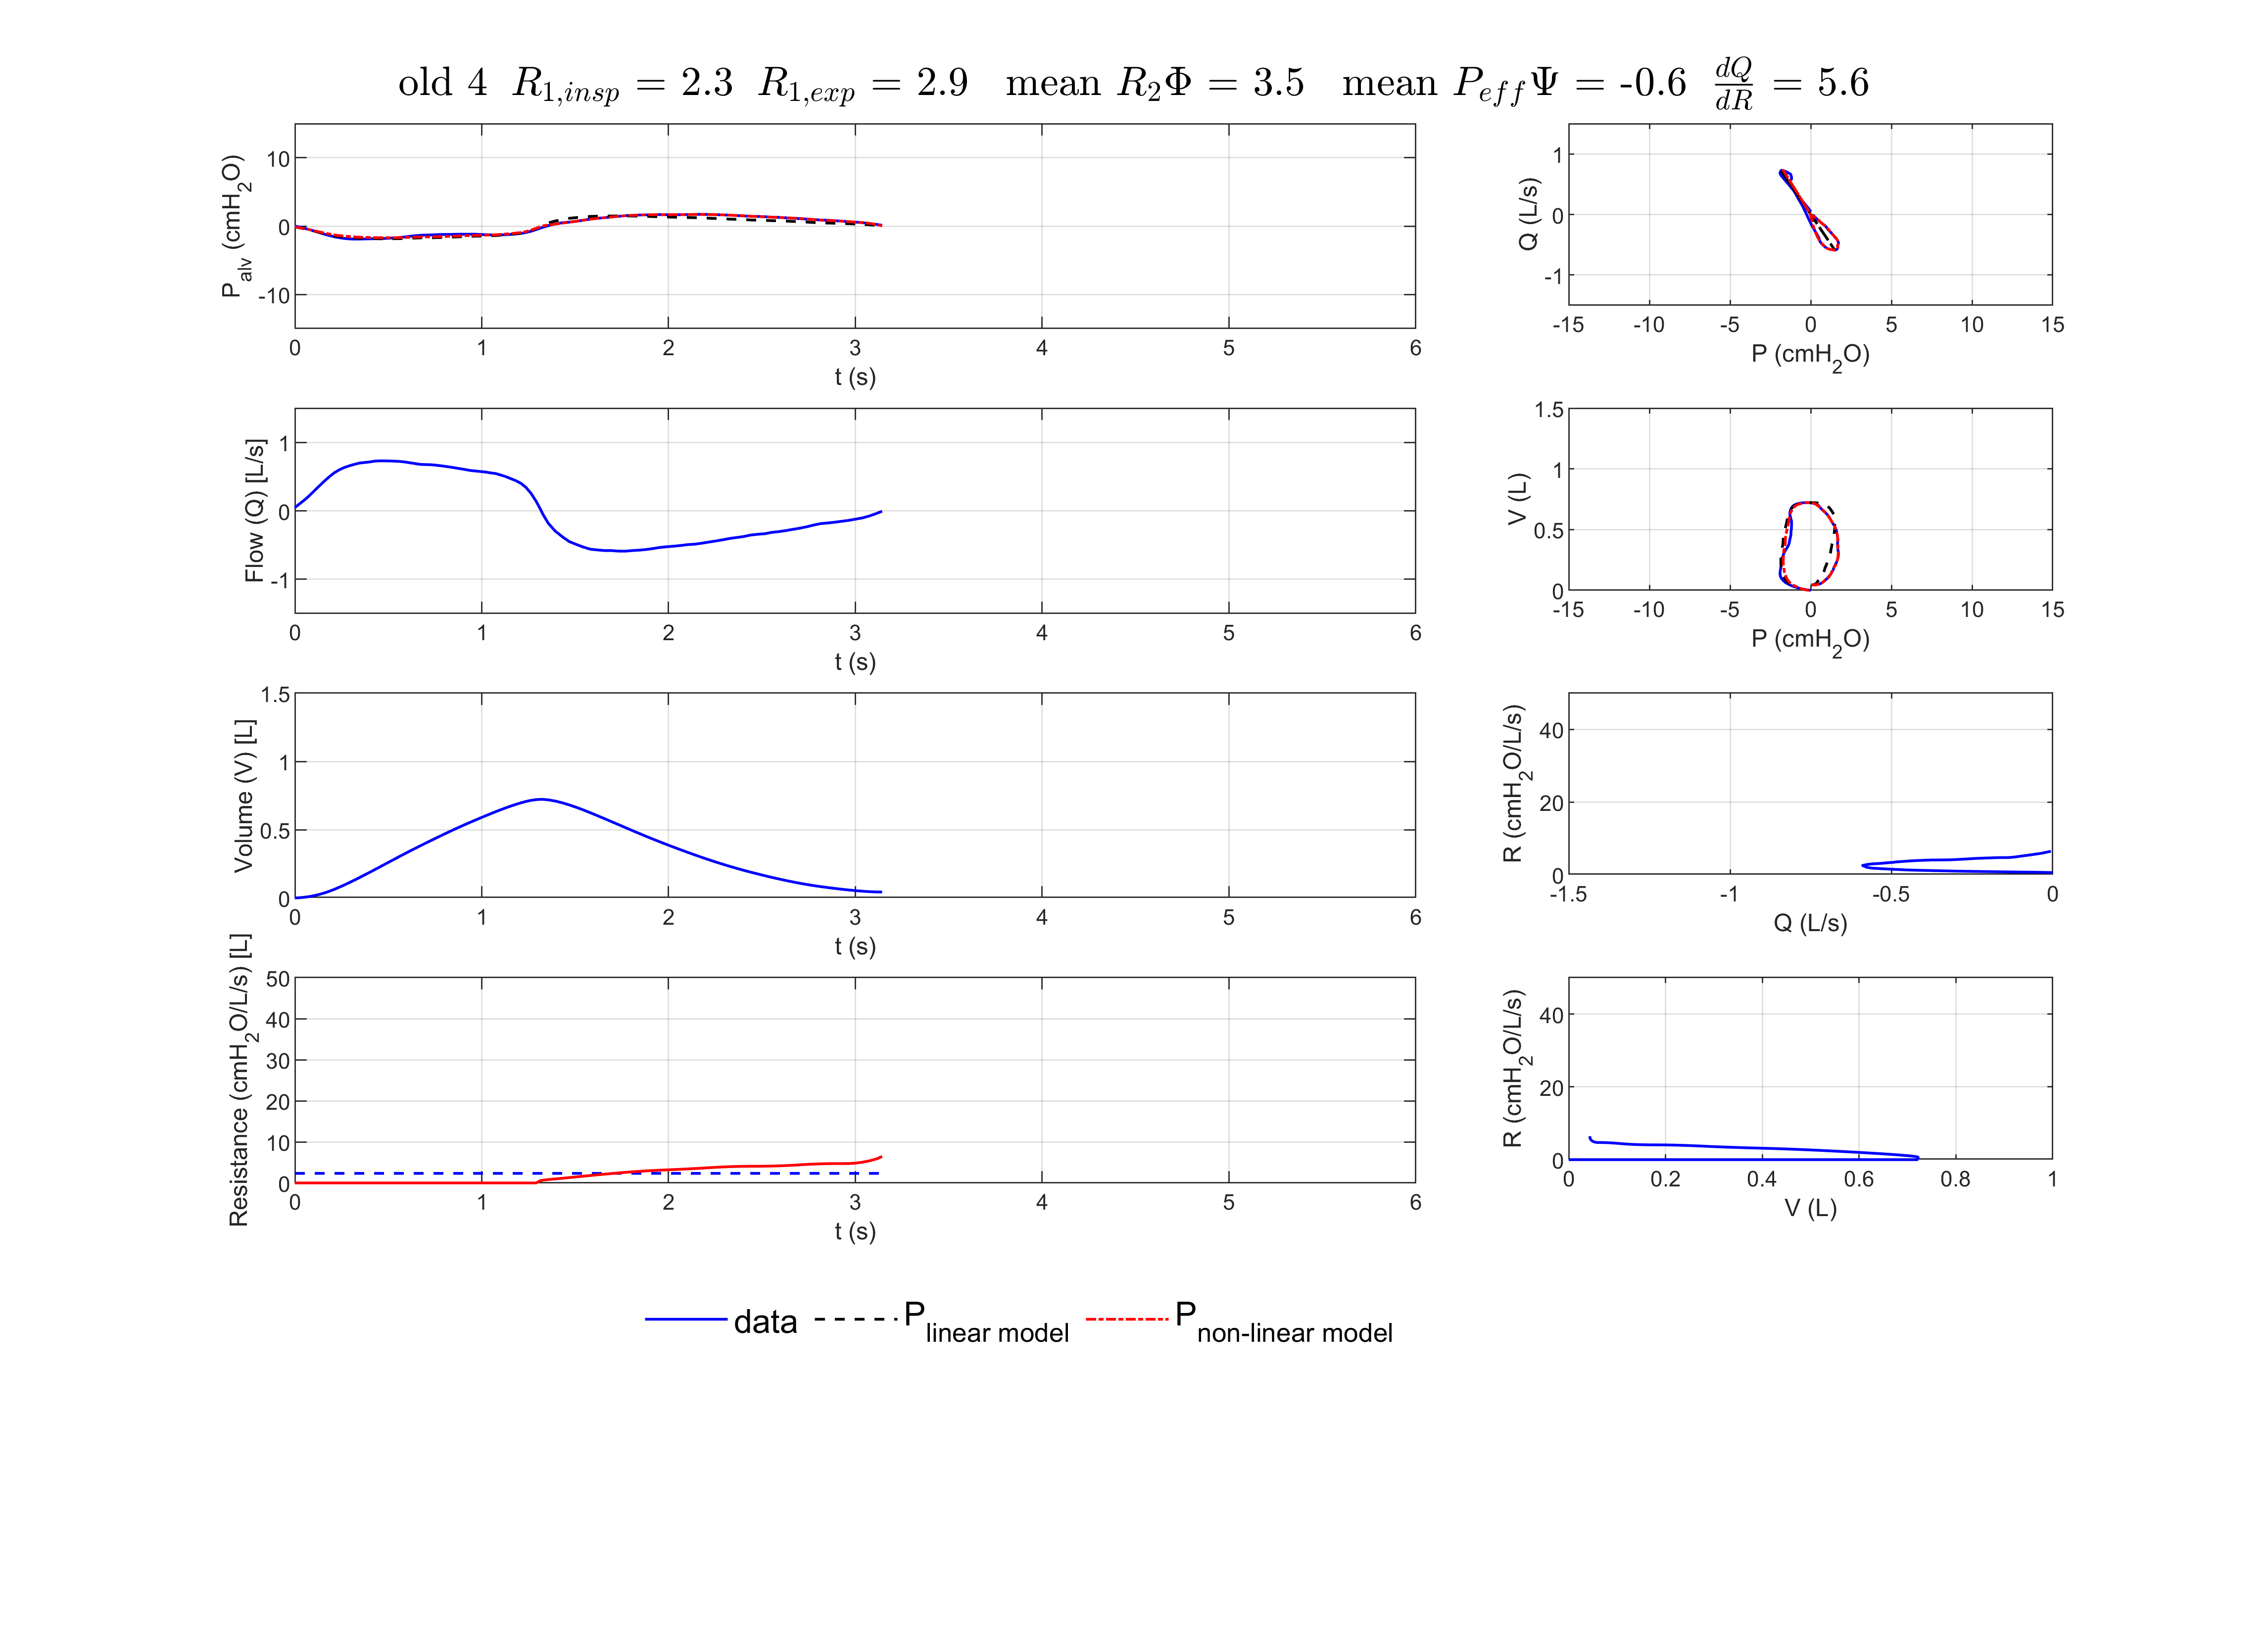 old 4 R1,insp = 2.3 R1,exp = 2.9 mean R2Φ = 3.5 mean PeffΨ = -0.6 dQ/dR = 5.6
Palv (cmH2O)
10
0
-10
0 1 2 3 4 5 6
t (s)
Q (L/s)
1
0
-1
-15 -10 -5 0 5 10 15
P (cmH2O)
Flow (Q) [L/s]
1
0
-1
0 1 2 3 4 5 6
t (s)
V (L)
1.5
1
0.5
0
-15 -10 -5 0 5 10 15
P (cmH2O)
Volume (V) [L]
1.5
1
0.5
0
0 1 2 3 4 5 6
t (s)
R (cmH2O/L/s)
40
20
0
-1.5 -1 -0.5 0
Q (L/s)
Resistance (cmH2O/L/s) [L]
50
40
30
20
10
0
0 1 2 3 4 5 6
t (s)
R (cmH2O/L/s)
40
20
0
0 0.2 0.4 0.6 0.8 1
V (L)
data Plinear model Pnon-linear model